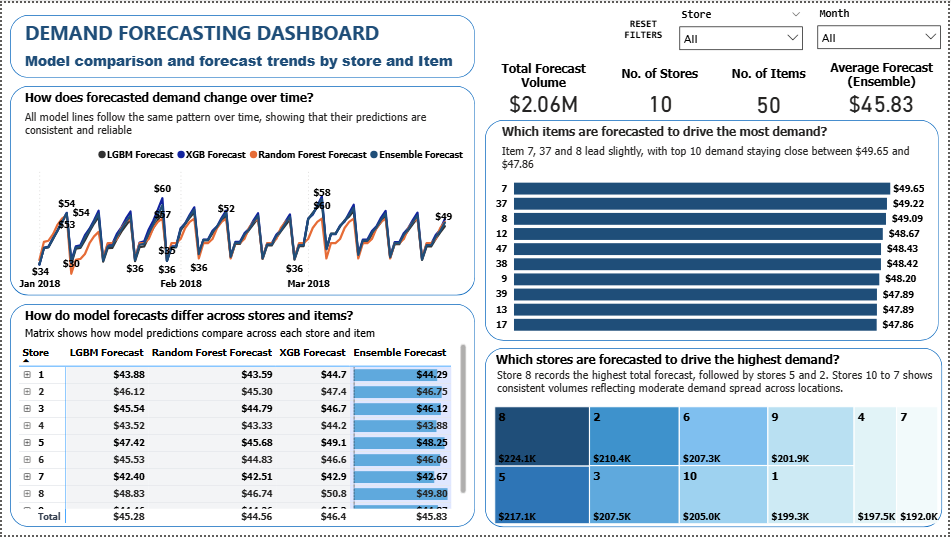 DEMAND FORECASTING DASHBOARD
Model comparison and forecast trends by store and Item
RESET
FILTERS
Store
All
Month
All
Total Forecast
Volume
$2.06M
No. of Stores
10
No. of Items
50
Average Forecast
(Ensemble)
$45.83
How does forecasted demand change over time?
All model lines follow the same pattern over time, showing that their predictions are
consistent and reliable
LGBM Forecast XGB Forecast Random Forest Forecast Ensemble Forecast
$60 $58
$54 $54 $57 $52 $60 $49
$53
$30 $35
$34 $36 $36 $36 $36
Jan 2018 Feb 2018 Mar 2018
How do model forecasts differ across stores and items?
Matrix shows how model predictions compare across each store and item
Store LGBM Forecast Random Forest Forecast XGB Forecast Ensemble Forecast
1 $43.88 $43.59 $44.7 $44.29
2 $46.12 $45.30 $47.4 $46.75
3 $45.54 $44.79 $46.7 $46.12
4 $43.52 $43.33 $44.2 $43.88
5 $47.42 $45.68 $49.1 $48.25
6 $45.53 $44.83 $46.6 $46.06
7 $42.40 $42.51 $42.9 $42.67
8 $48.83 $46.74 $50.8 $49.80
Total $45.28 $44.56 $46.4 $45.83
Which items are forecasted to drive the most demand?
Item 7, 37 and 8 lead slightly, with top 10 demand staying close between $49.65 and
$47.86
7 $49.65
37 $49.22
8 $49.09
12 $48.67
47 $48.43
38 $48.42
9 $48.20
39 $47.89
13 $47.89
17 $47.86
Which stores are forecasted to drive the highest demand?
Store 8 records the highest total forecast, followed by stores 5 and 2. Stores 10 to 7 shows
consistent volumes reflecting moderate demand spread across locations.
8 2 6 9 4 7
$224.1K $210.4K $207.3K $201.9K
5 3 10 1
$217.1K $207.5K $205.0K $199.3K $197.5K $192.0K